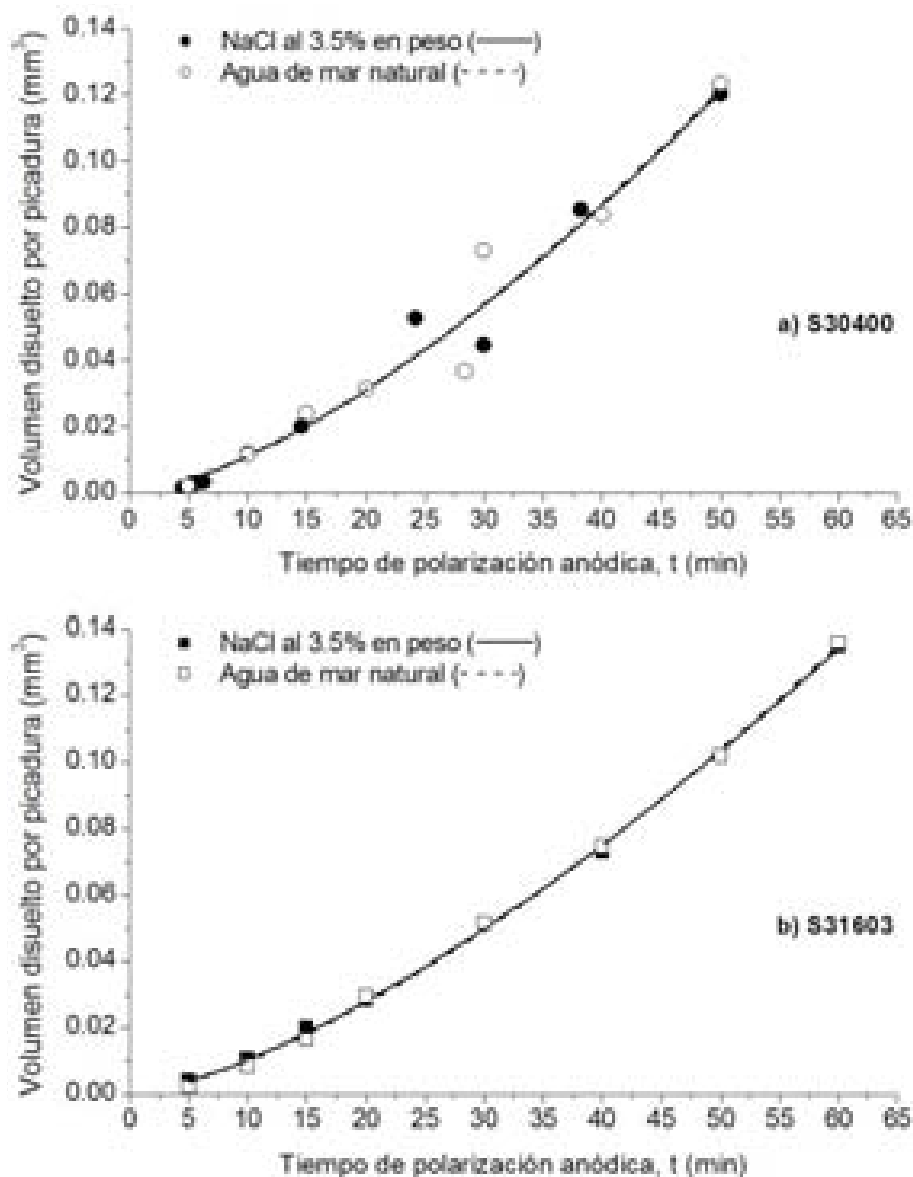 NaCl al 3.5% en peso (——)
Agua de mar natural (- - - -)
Volumen disuelto por picadura (mm³)
0.14
0.12
0.10
0.08
0.06
0.04
0.02
0.00
a) S30400
0 5 10 15 20 25 30 35 40 45 50 55 60 65
Tiempo de polarización anódica, t (min)
NaCl al 3.5% en peso (——)
Agua de mar natural (- - - -)
Volumen disuelto por picadura (mm³)
0.14
0.12
0.10
0.08
0.06
0.04
0.02
0.00
b) S31603
0 5 10 15 20 25 30 35 40 45 50 55 60 65
Tiempo de polarización anódica, t (min)